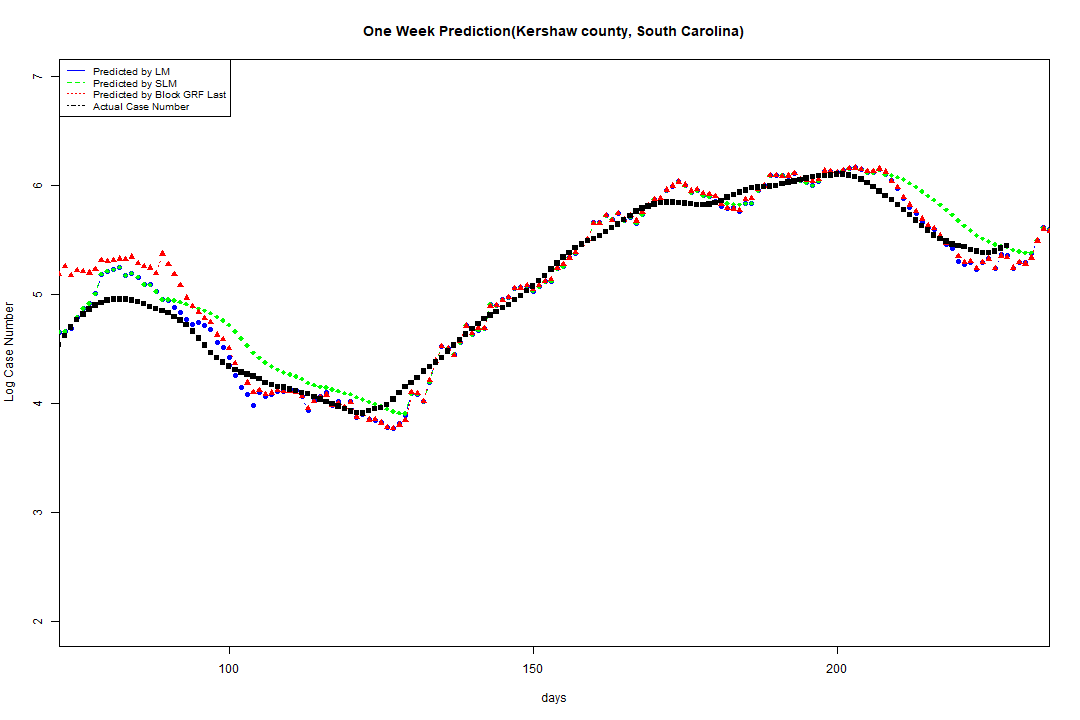 One Week Prediction(Kershaw county, South Carolina)
Predicted by LM
Predicted by SLM
Predicted by Block GRF Last
Actual Case Number
7
6
5
4
3
2
Log Case Number
100 150 200
days